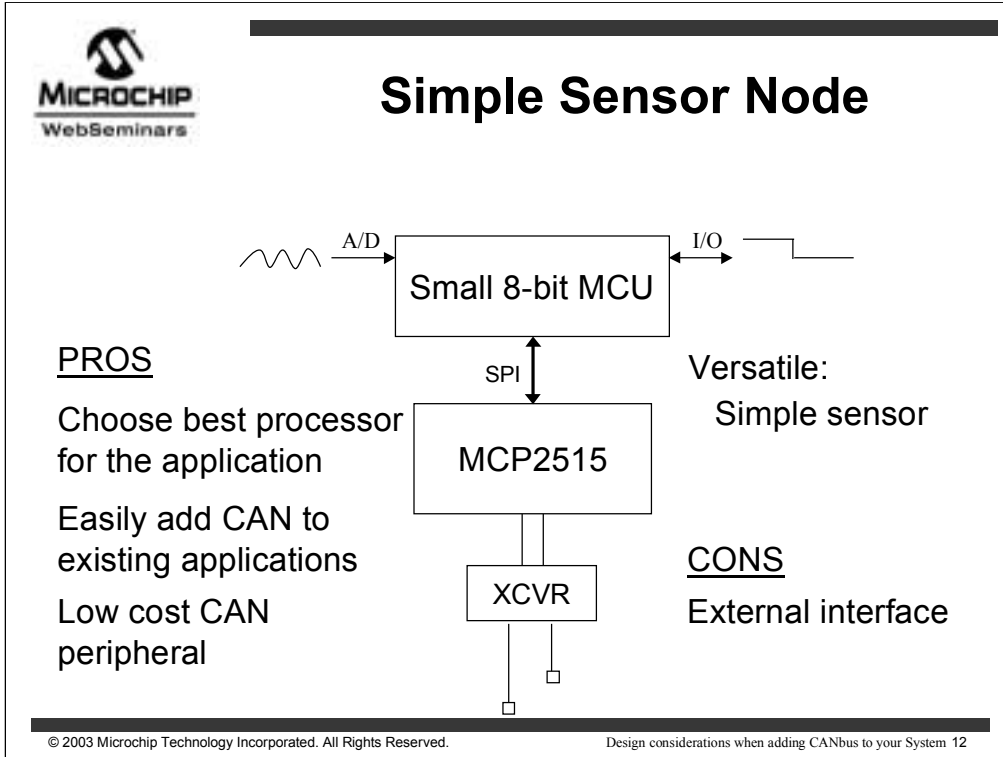 MICROCHIP
WebSeminars
Simple Sensor Node
A/D
I/O
Small 8-bit MCU
SPI
MCP2515
XCVR
PROS
Choose best processor
for the application
Easily add CAN to
existing applications
Low cost CAN
peripheral
Versatile:
Simple sensor
CONS
External interface
© 2003 Microchip Technology Incorporated. All Rights Reserved.
Design considerations when adding CANbus to your System 12